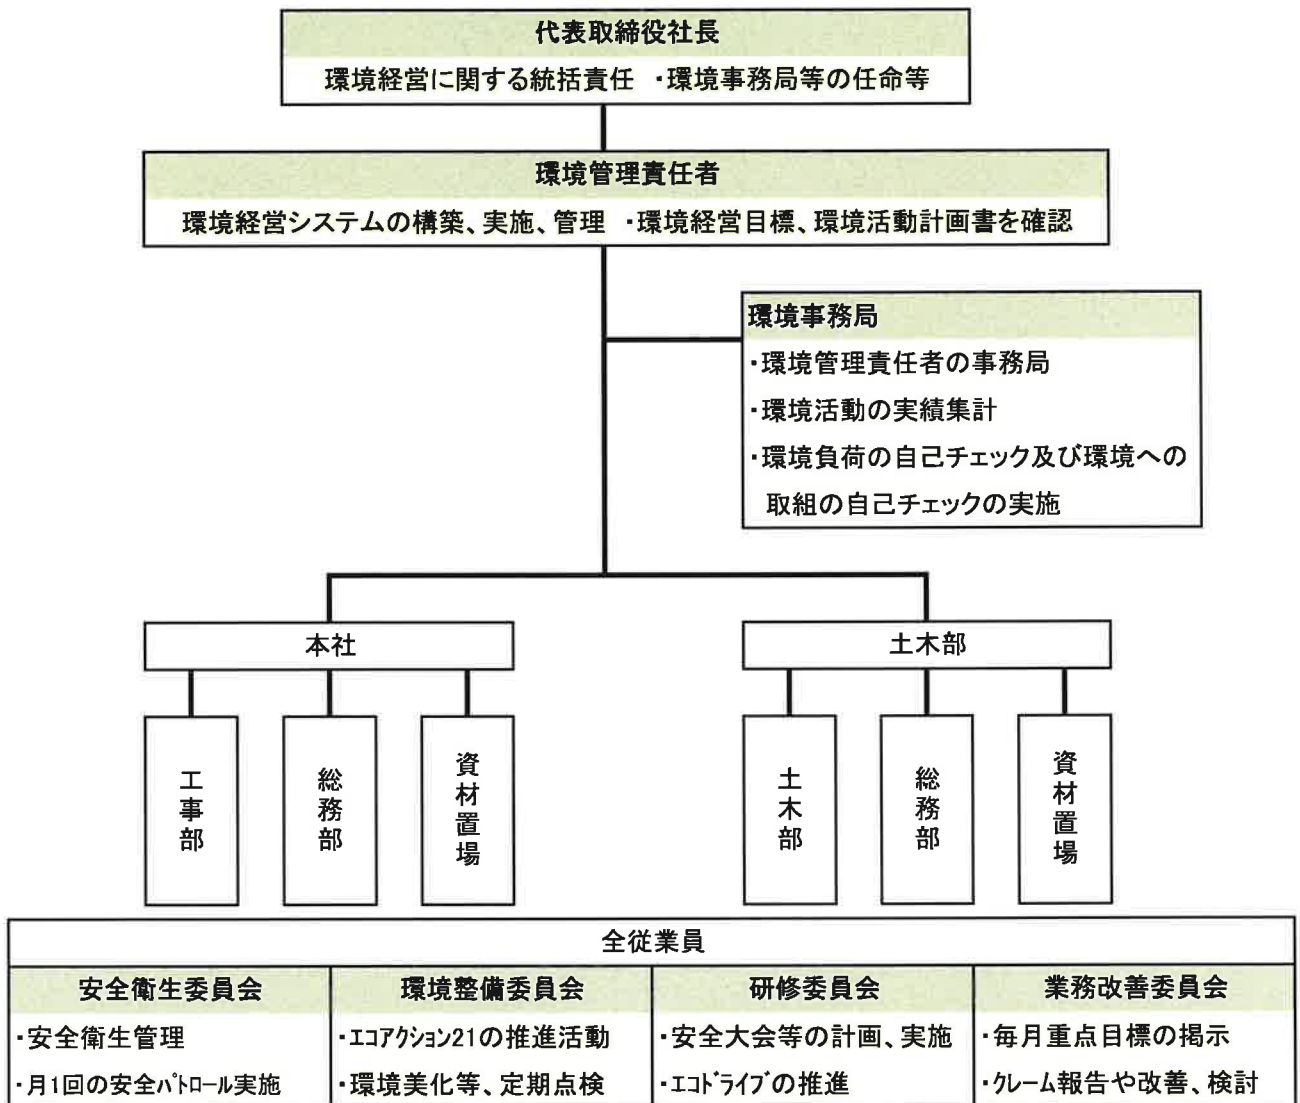 代表取締役社長
環境経営に関する統括責任 ・環境事務局等の任命等
環境管理責任者
環境経営システムの構築、実施、管理 ・環境経営目標、環境活動計画書を確認
環境事務局
・環境管理責任者の事務局
・環境活動の実績集計
・環境負荷の自己チェック及び環境への
取組の自己チェックの実施
本社
土木部
工事部
総務部
資材置場
土木部
総務部
資材置場
全従業員
安全衛生委員会
環境整備委員会
研修委員会
業務改善委員会
・安全衛生管理
・ｴｺｱｸｼｮﾝ21の推進活動
・安全大会等の計画、実施
・毎月重点目標の掲示
・月1回の安全ﾊﾟﾄﾛｰﾙ実施
・環境美化等、定期点検
・ｴｺﾄﾞﾗｲﾌﾞの推進
・ｸﾚｰﾑ報告や改善、検討